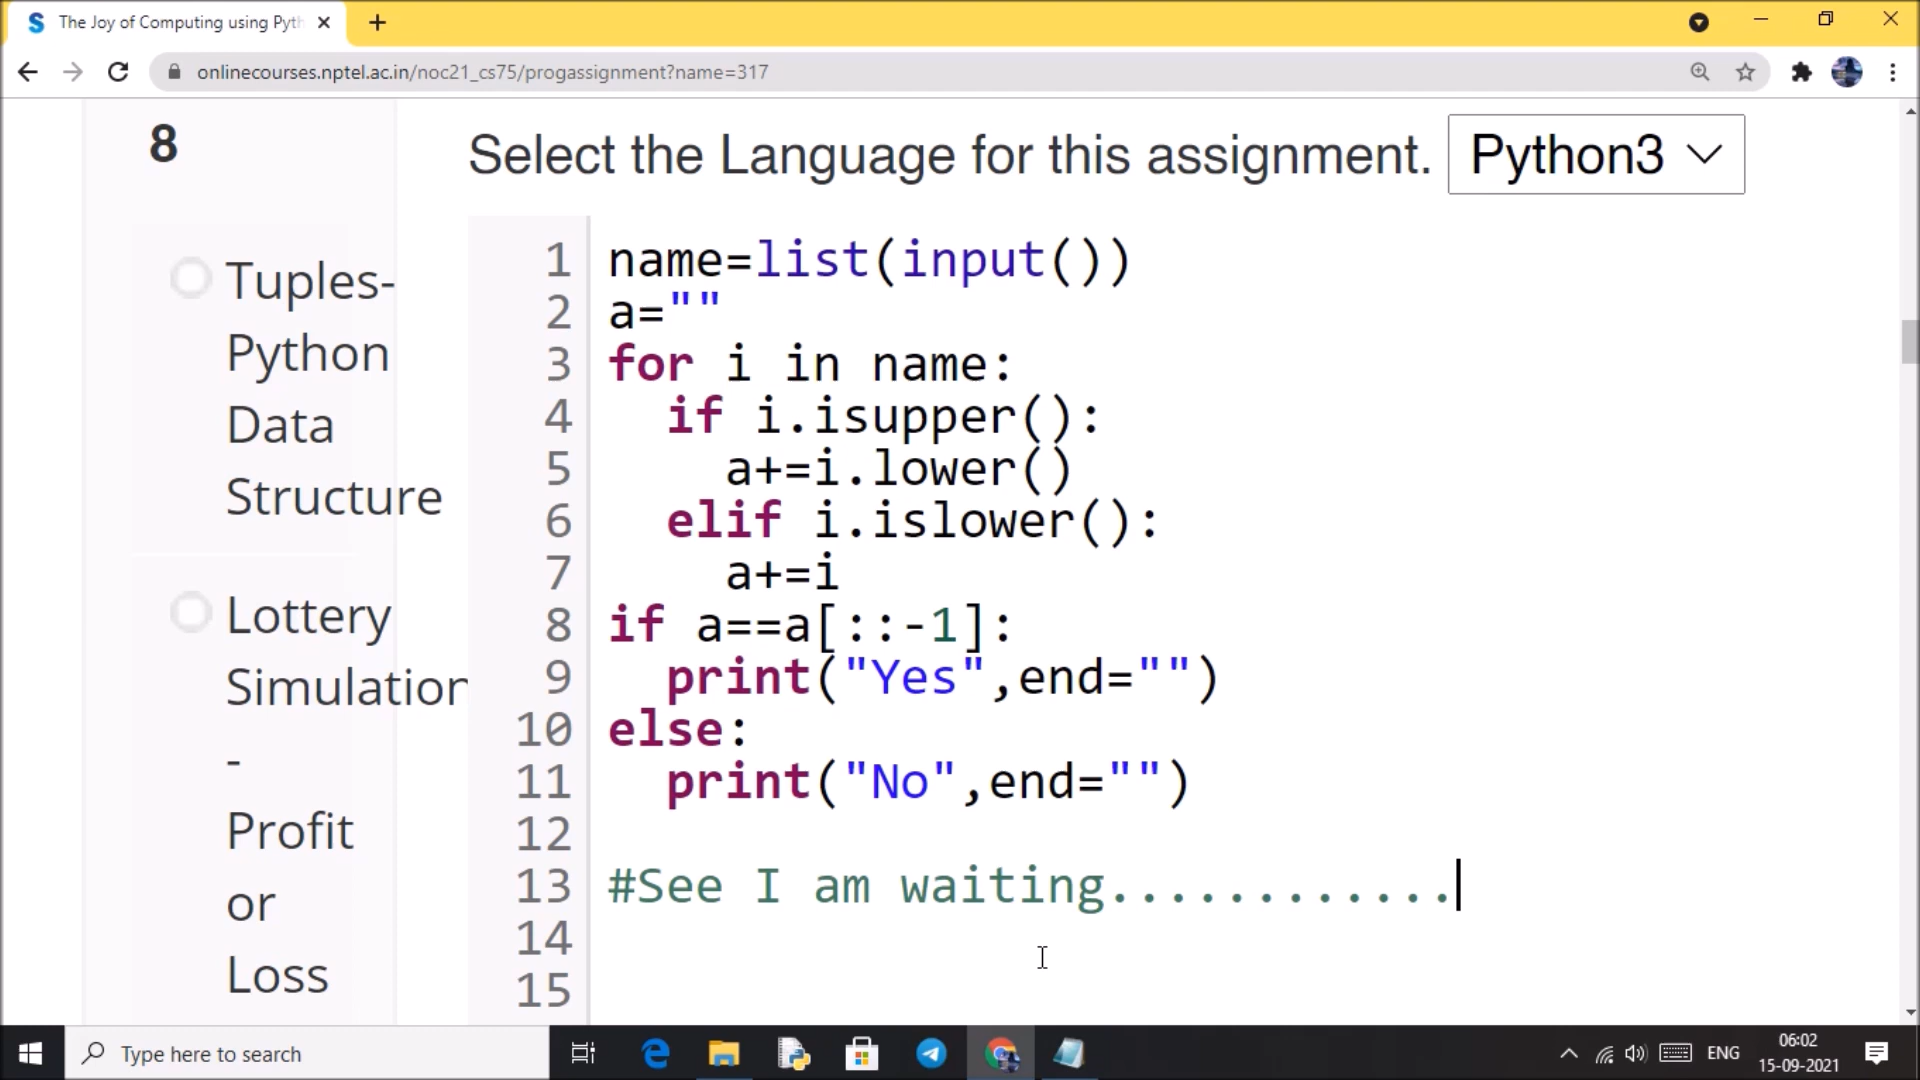 The Joy of Computing using Pyth
onlinecourses.nptel.ac.in/noc21_cs75/progassignment?name=317
8
Tuples-
Python
Data
Structure
Lottery
Simulation
-
Profit
or
Loss
Select the Language for this assignment. Python3
1 name=list(input())
2 a=""
3 for i in name:
4   if i.isupper():
5     a+=i.lower()
6   elif i.islower():
7     a+=i
8 if a==a[::-1]:
9   print("Yes",end="")
10 else:
11   print("No",end="")
12
13 #See I am waiting............
14
15
Type here to search
ENG
06:02
15-09-2021